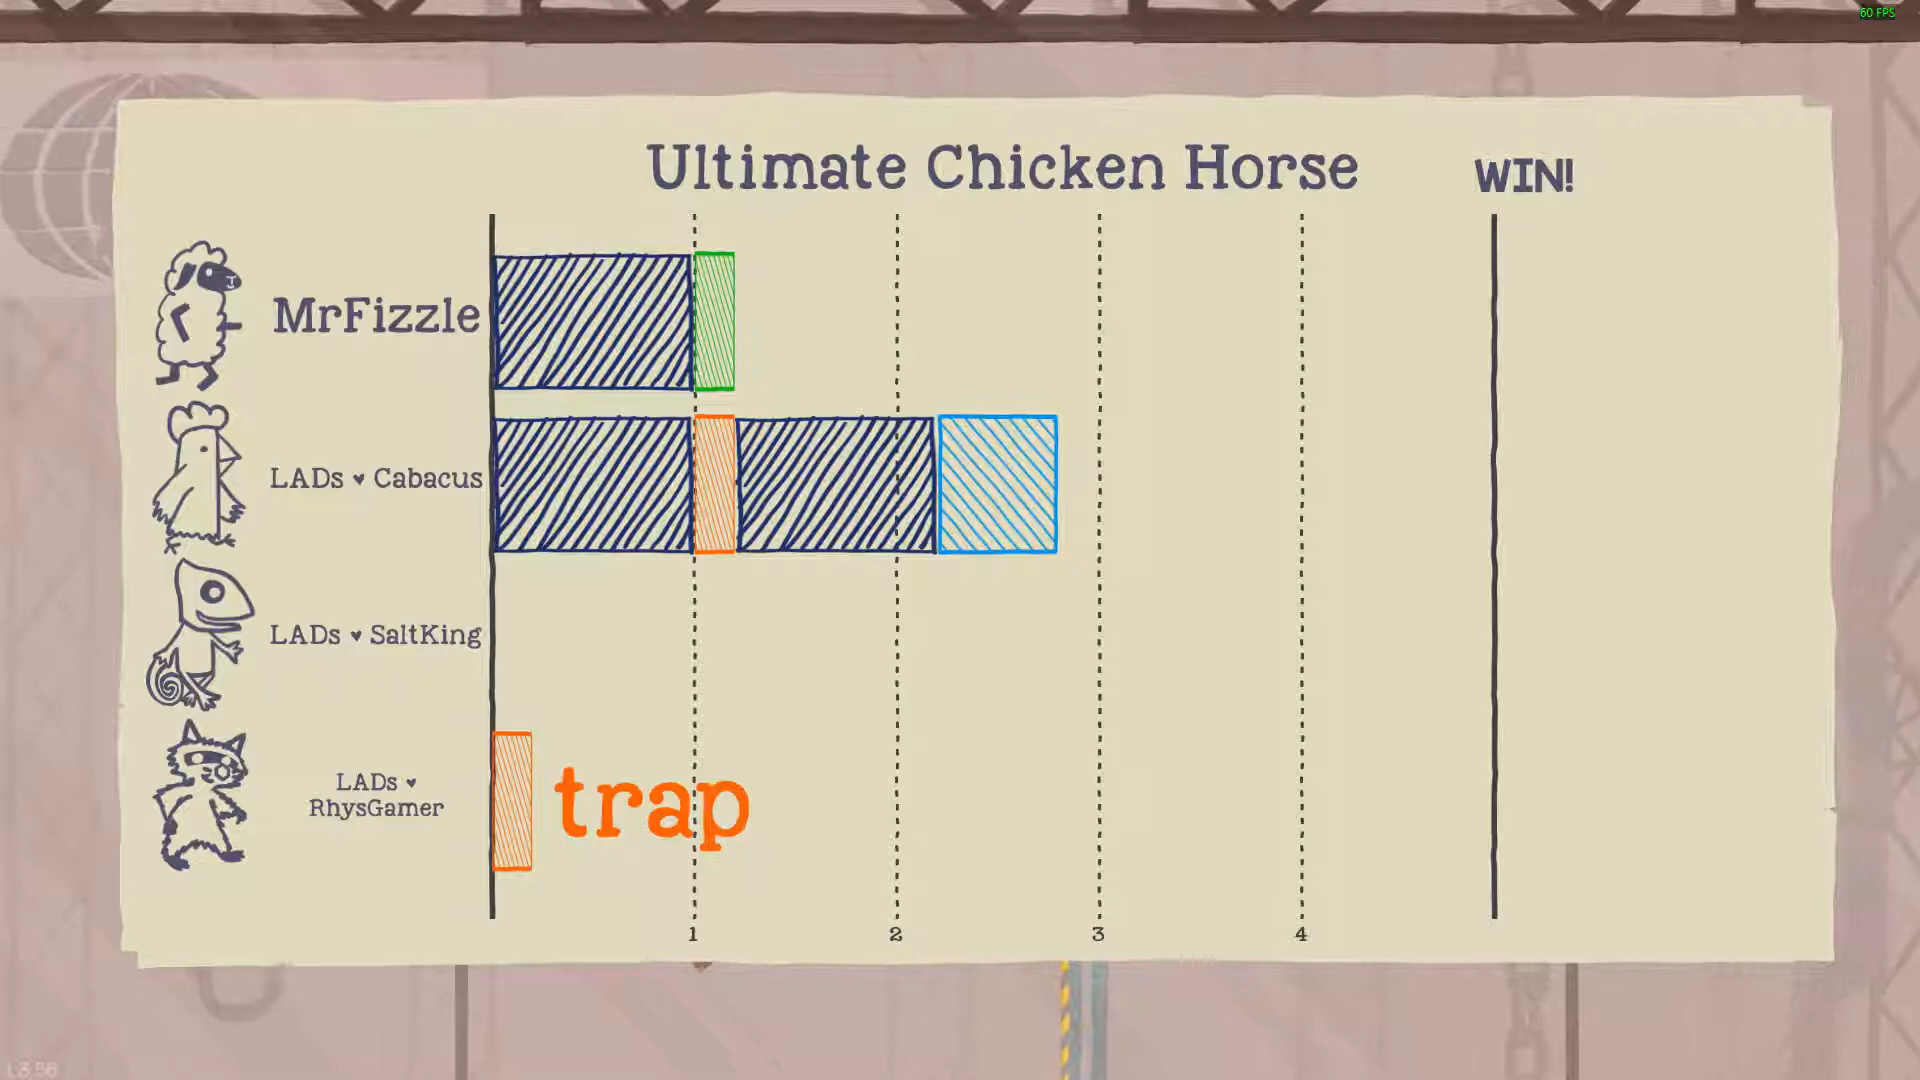 60 FPS
Ultimate Chicken Horse
WIN!
MrFizzle
LADs ♥ Cabacus
LADs ♥ SaltKing
LADs ♥
RhysGamer
trap
1 2 3 4